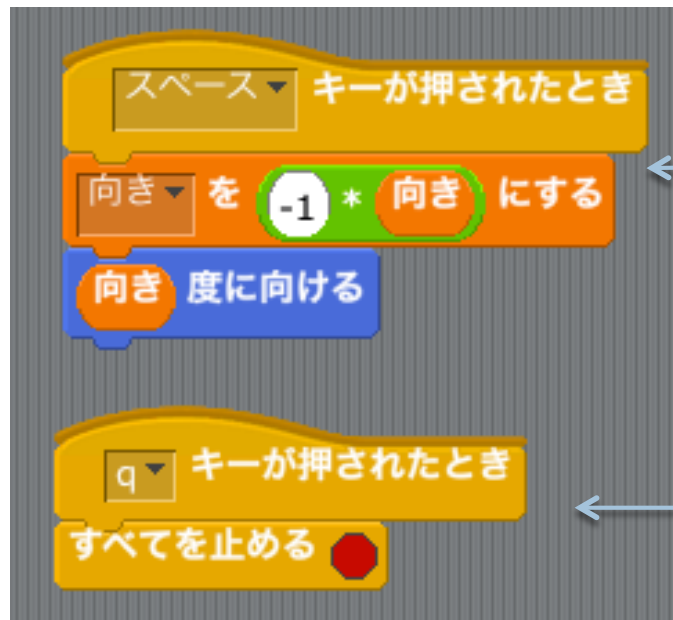 スペース キーが押されたとき
向き を -1 * 向き にする
向き 度に向ける
q キーが押されたとき
すべてを止める